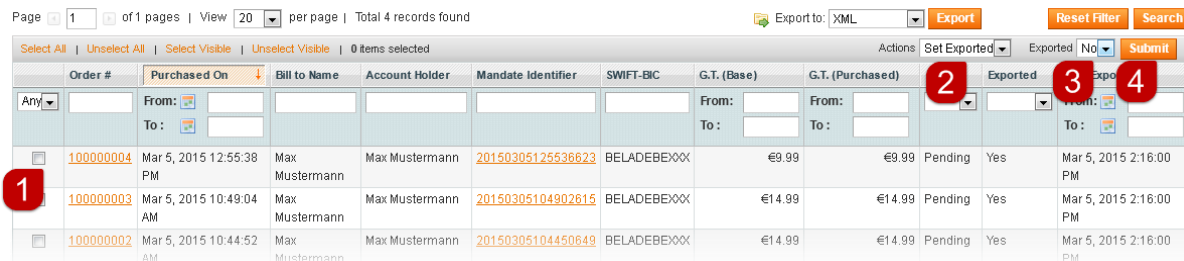 Page 1 of 1 pages | View 20 per page | Total 4 records found Export to: XML Export Reset Filter Search
Select All | Unselect All | Select Visible | Unselect Visible | 0 items selected Actions Set Exported Exported No Submit
Order # Purchased On Bill to Name Account Holder Mandate Identifier SWIFT-BIC G.T. (Base) G.T. (Purchased) 2 Exported 3 Expo 4
Any From: From: From: From:
To : To : To : To :
100000004 Mar 5, 2015 12:55:38 Max Max Mustermann 20150305125536623 BELADEBEXXX €9.99 €9.99 Pending Yes Mar 5, 2015 2:16:00
PM Mustermann PM
1
100000003 Mar 5, 2015 10:49:04 Max Max Mustermann 20150305104902615 BELADEBEXXX €14.99 €14.99 Pending Yes Mar 5, 2015 2:16:00
AM Mustermann PM
100000002 Mar 5, 2015 10:44:52 Max Max Mustermann 20150305104450649 BELADEBEXXX €14.99 €14.99 Pending Yes Mar 5, 2015 2:16:00
AM Mustermann PM